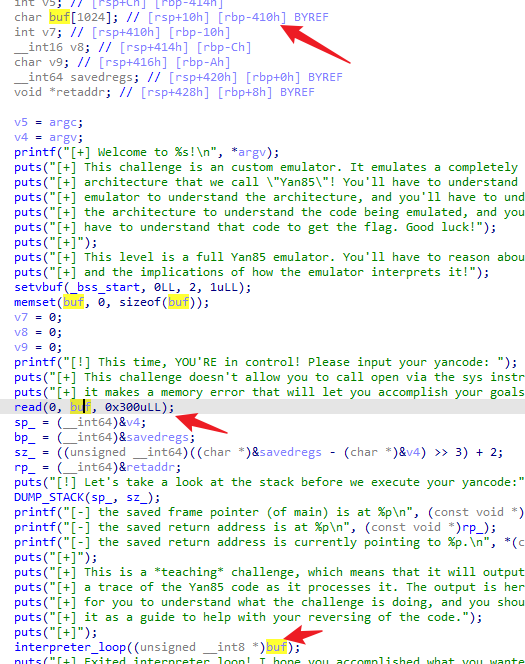 int v5; // [rsp+Ch] [rbp-414h]
char buf[1024]; // [rsp+10h] [rbp-410h] BYREF
int v7; // [rsp+410h] [rbp-10h]
__int16 v8; // [rsp+414h] [rbp-Ch]
char v9; // [rsp+416h] [rbp-Ah]
__int64 savedregs; // [rsp+420h] [rbp+0h] BYREF
void *retaddr; // [rsp+428h] [rbp+8h] BYREF
v5 = argc;
v4 = argv;
printf("[+] Welcome to %s!\n", *argv);
puts("[+] This challenge is an custom emulator. It emulates a completely
puts("[+] architecture that we call \"Yan85\"! You'll have to understand
puts("[+] emulator to understand the architecture, and you'll have to und
puts("[+] the architecture to understand the code being emulated, and you
puts("[+] have to understand that code to get the flag. Good luck!");
puts("[+]");
puts("[+] This level is a full Yan85 emulator. You'll have to reason abou
puts("[+] and the implications of how the emulator interprets it!");
setvbuf(_bss_start, 0LL, 2, 1uLL);
memset(buf, 0, sizeof(buf));
v7 = 0;
v8 = 0;
v9 = 0;
printf("[!] This time, YOU'RE in control! Please input your yancode: ");
puts("[+] This challenge doesn't allow you to call open via the sys instr
puts("[+] it makes a memory error that will let you accomplish your goals
read(0, buf, 0x300uLL);
sp_ = (__int64)&v4;
bp_ = (__int64)&savedregs;
sz_ = ((unsigned __int64)((char *)&savedregs - (char *)&v4) >> 3) + 2;
rp_ = (__int64)&retaddr;
puts("[!] Let's take a look at the stack before we execute your yancode:"
DUMP_STACK(sp_, sz_);
printf("[-] the saved frame pointer (of main) is at %p\n", (const void *)
printf("[-] the saved return address is at %p\n", (const void *)rp_);
printf("[-] the saved return address is currently pointing to %p.\n", *(c
puts("[+]");
puts("[+] This is a *teaching* challenge, which means that it will output
puts("[+] a trace of the Yan85 code as it processes it. The output is her
puts("[+] for you to understand what the challenge is doing, and you shou
puts("[+] it as a guide to help with your reversing of the code.");
puts("[+]");
interpreter_loop((unsigned __int8 *)buf);
puts("[+] Exited interpreter loop! I hope you accomplished what you wante